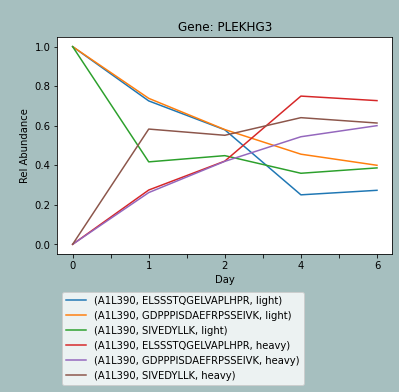 Gene: PLEKHG3
1.0
0.8
0.6
0.4
0.2
0.0
Rel Abundance
0 1 2 4 6
Day
(A1L390, ELSSSTQGELVAPLHPR, light)
(A1L390, GDPPPISDAEFRPSSEIVK, light)
(A1L390, SIVEDYLLK, light)
(A1L390, ELSSSTQGELVAPLHPR, heavy)
(A1L390, GDPPPISDAEFRPSSEIVK, heavy)
(A1L390, SIVEDYLLK, heavy)